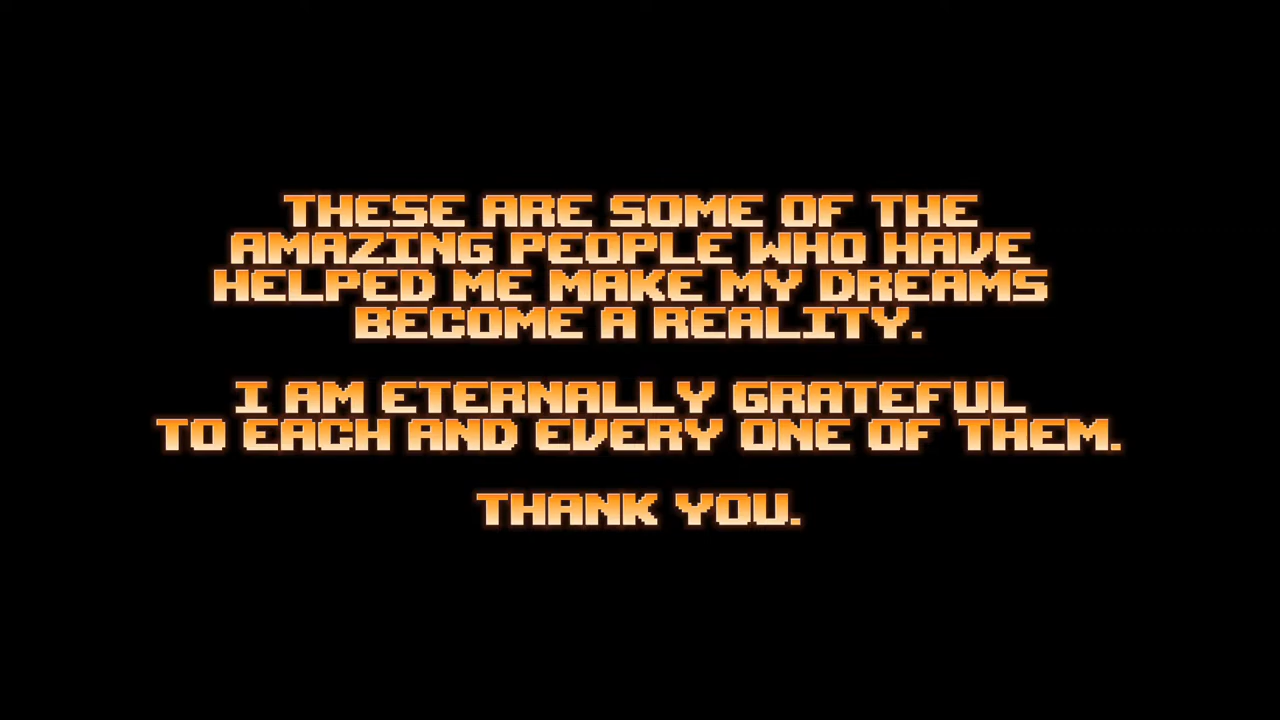 THESE ARE SOME OF THE
AMAZING PEOPLE WHO HAVE
HELPED ME MAKE MY DREAMS
BECOME A REALITY.
I AM ETERNALLY GRATEFUL
TO EACH AND EVERY ONE OF THEM.
THANK YOU.